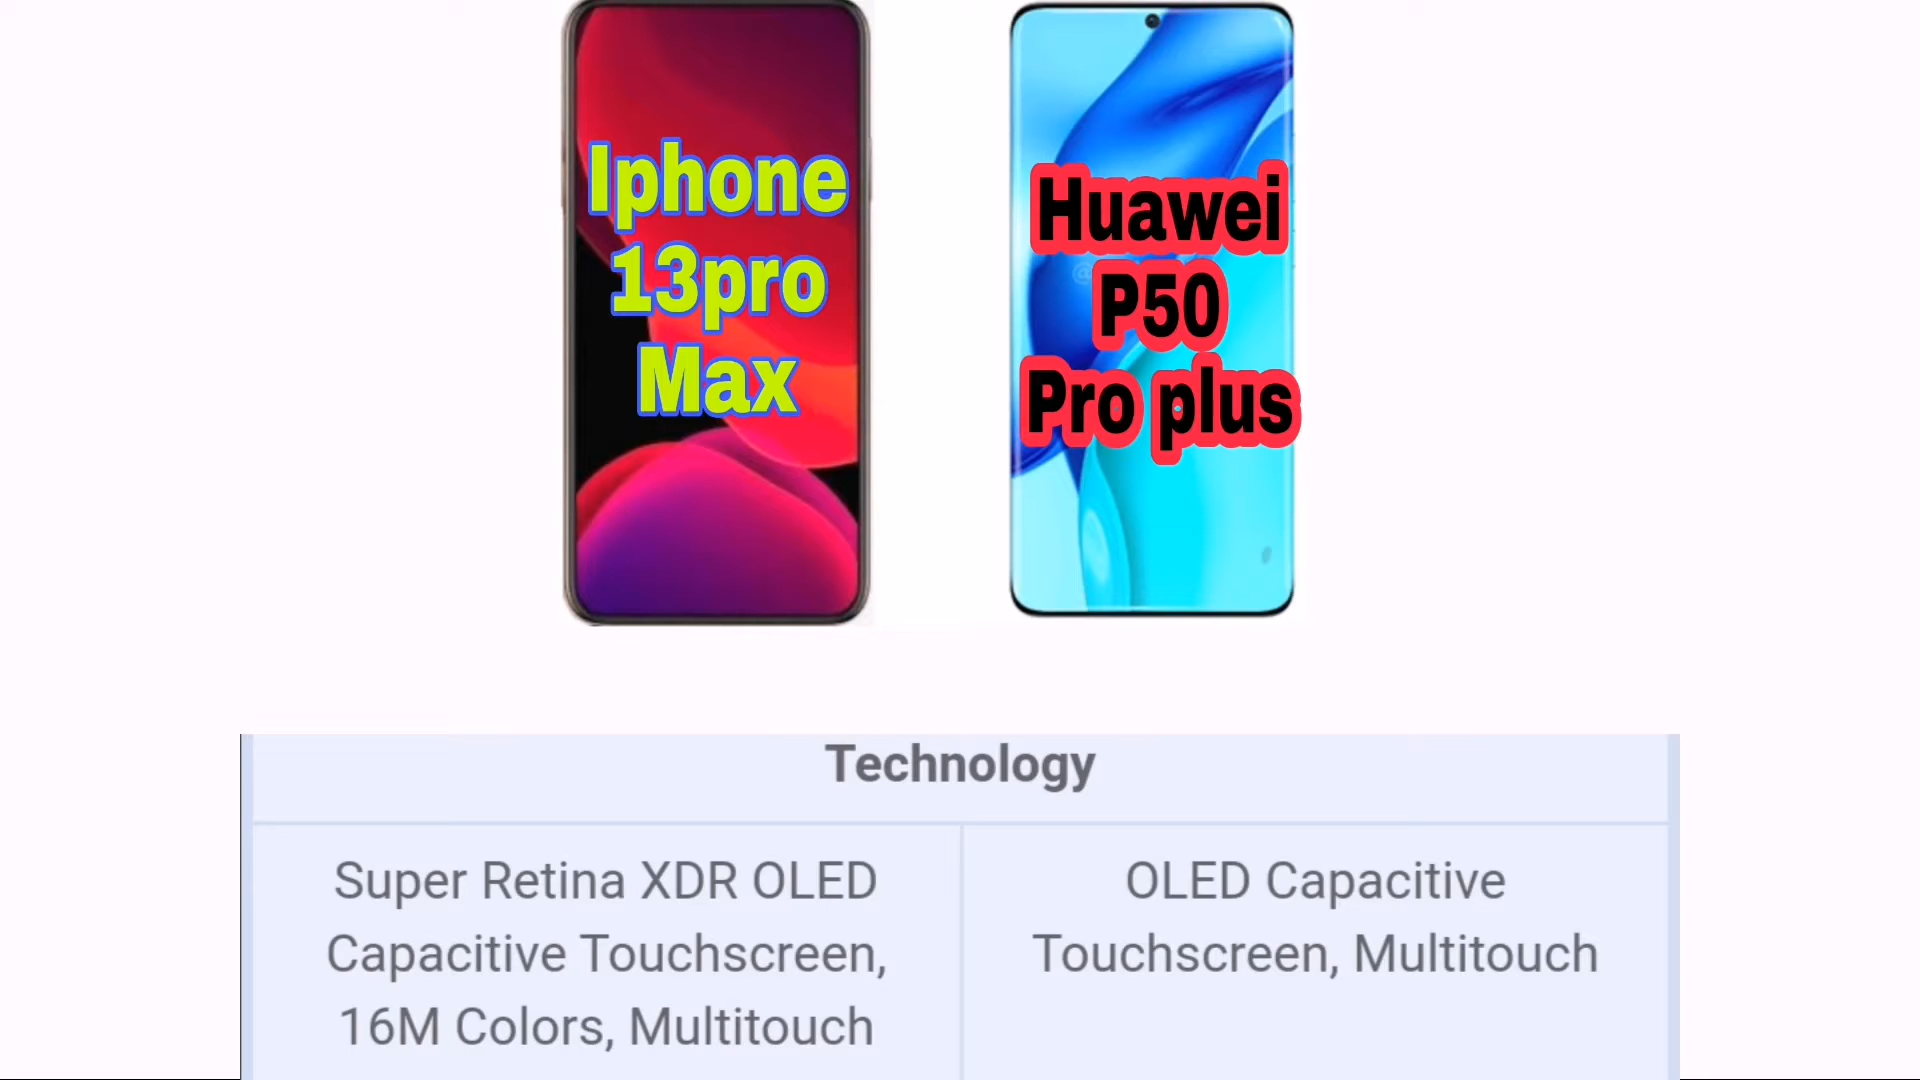 Iphone
13pro
Max
Huawei
P50
Pro plus
Technology
Super Retina XDR OLED
Capacitive Touchscreen,
16M Colors, Multitouch
OLED Capacitive
Touchscreen, Multitouch